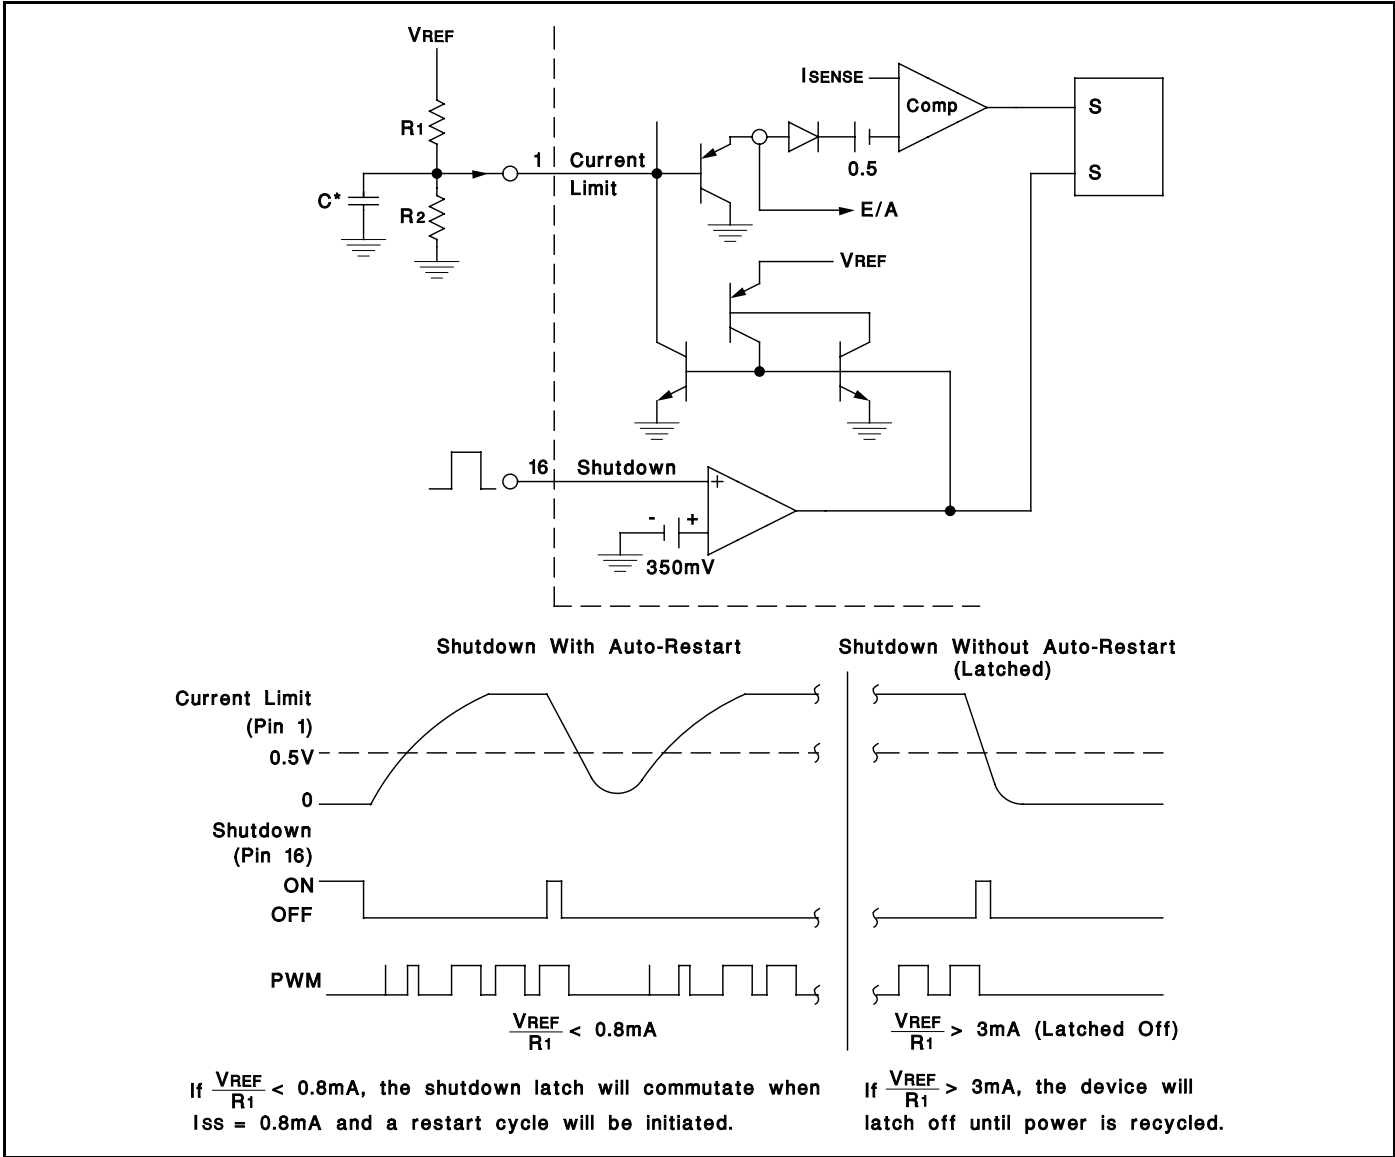 VREF
R1
C*
R2
1
Current
Limit
ISENSE
Comp
0.5
E/A
S
S
VREF
16
Shutdown
+
- +
350mV
Shutdown With Auto-Restart
Current Limit
(Pin 1)
0.5V
0
Shutdown
(Pin 16)
ON
OFF
PWM
VREF
R1
< 0.8mA
Shutdown Without Auto-Restart
(Latched)
VREF
R1
> 3mA (Latched Off)
If VREF/R1 < 0.8mA, the shutdown latch will commutate when
ISS = 0.8mA and a restart cycle will be initiated.
If VREF/R1 > 3mA, the device will
latch off until power is recycled.